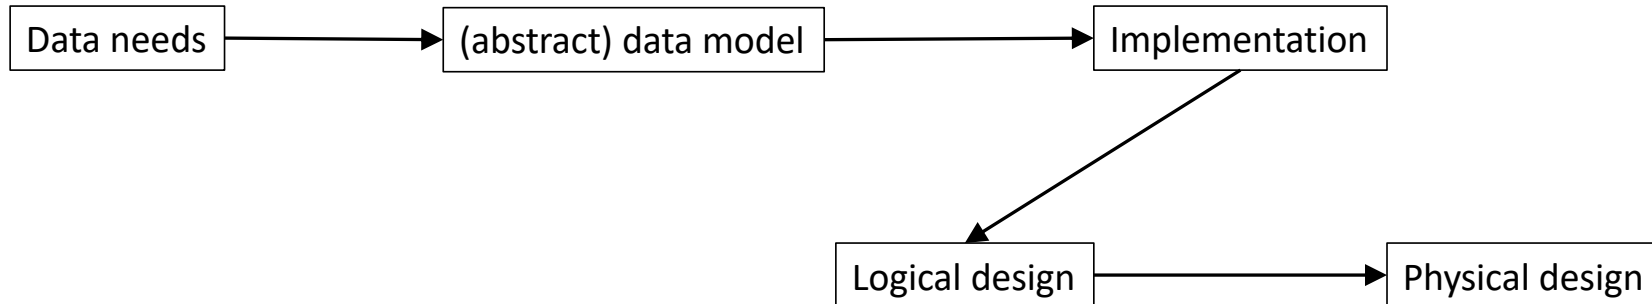 Data needs
(abstract) data model
Implementation
Logical design
Physical design